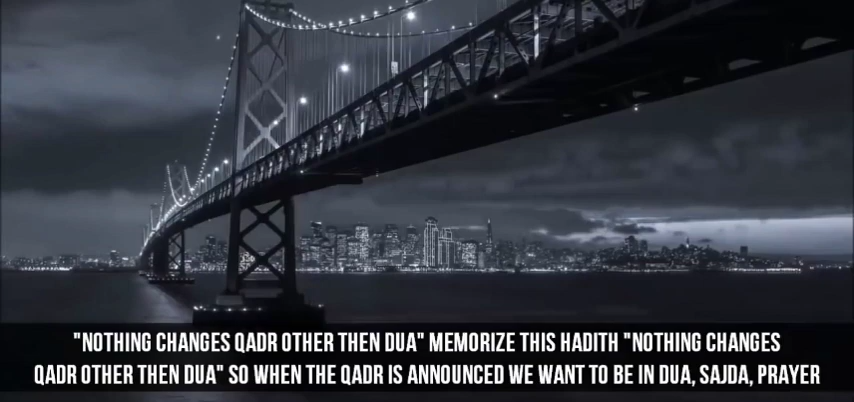 "NOTHING CHANGES QADR OTHER THEN DUA" MEMORIZE THIS HADITH "NOTHING CHANGES
QADR OTHER THEN DUA" SO WHEN THE QADR IS ANNOUNCED WE WANT TO BE IN DUA, SAJDA, PRAYER